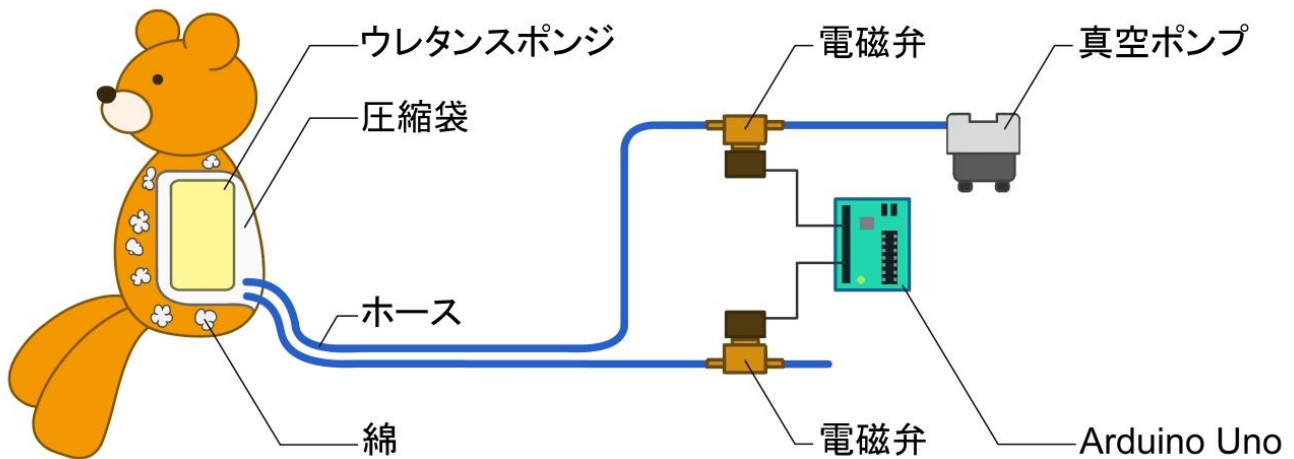 ウレタンスポンジ
電磁弁
真空ポンプ
圧縮袋
ホース
綿
電磁弁
Arduino Uno